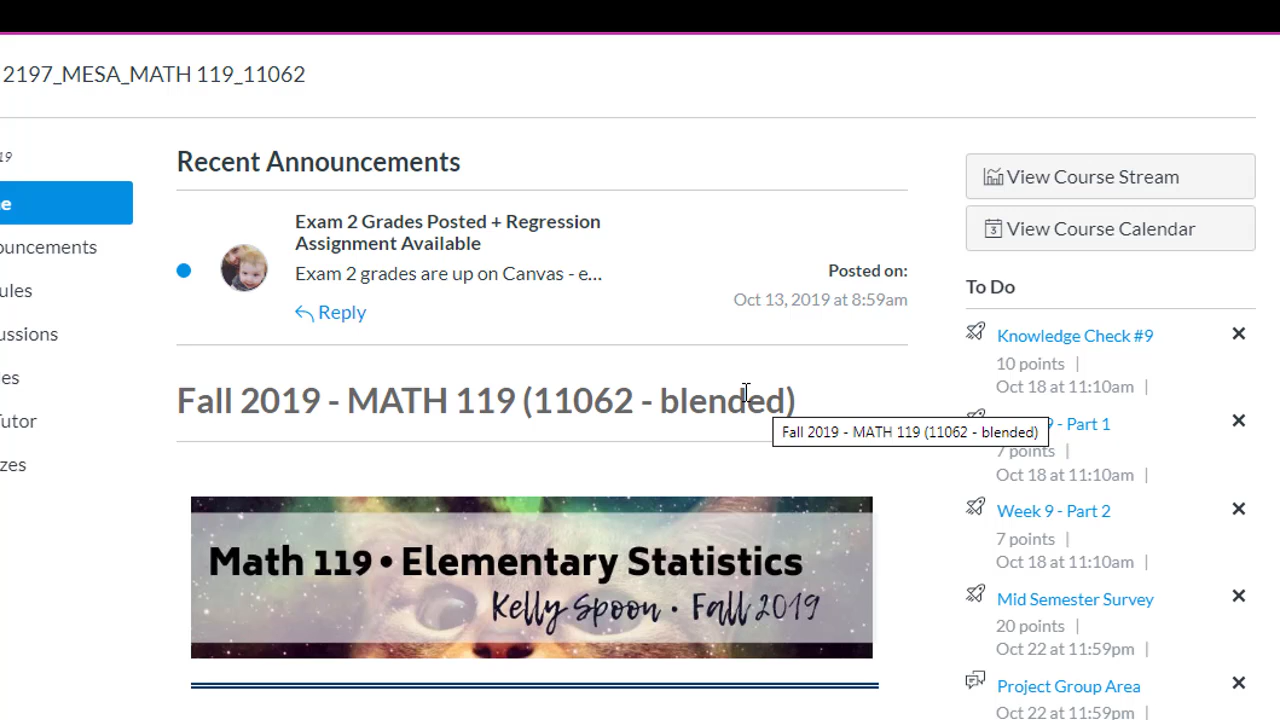 2197_MESA_MATH 119_11062
19
e
ouncements
ules
ussions
es
utor
zes
Recent Announcements
Exam 2 Grades Posted + Regression
Assignment Available
Exam 2 grades are up on Canvas - e...
Reply
Posted on:
Oct 13, 2019 at 8:59am
Fall 2019 - MATH 119 (11062 - blended)
Fall 2019 - MATH 119 (11062 - blended)
Math 119 • Elementary Statistics
Kelly Spoon • Fall 2019
View Course Stream
3
View Course Calendar
To Do
Knowledge Check #9
10 points |
Oct 18 at 11:10am |
9 - Part 1
7 points |
Oct 18 at 11:10am |
Week 9 - Part 2
7 points |
Oct 18 at 11:10am |
Mid Semester Survey
20 points |
Oct 22 at 11:59pm |
Project Group Area
Oct 22 at 11:59pm |